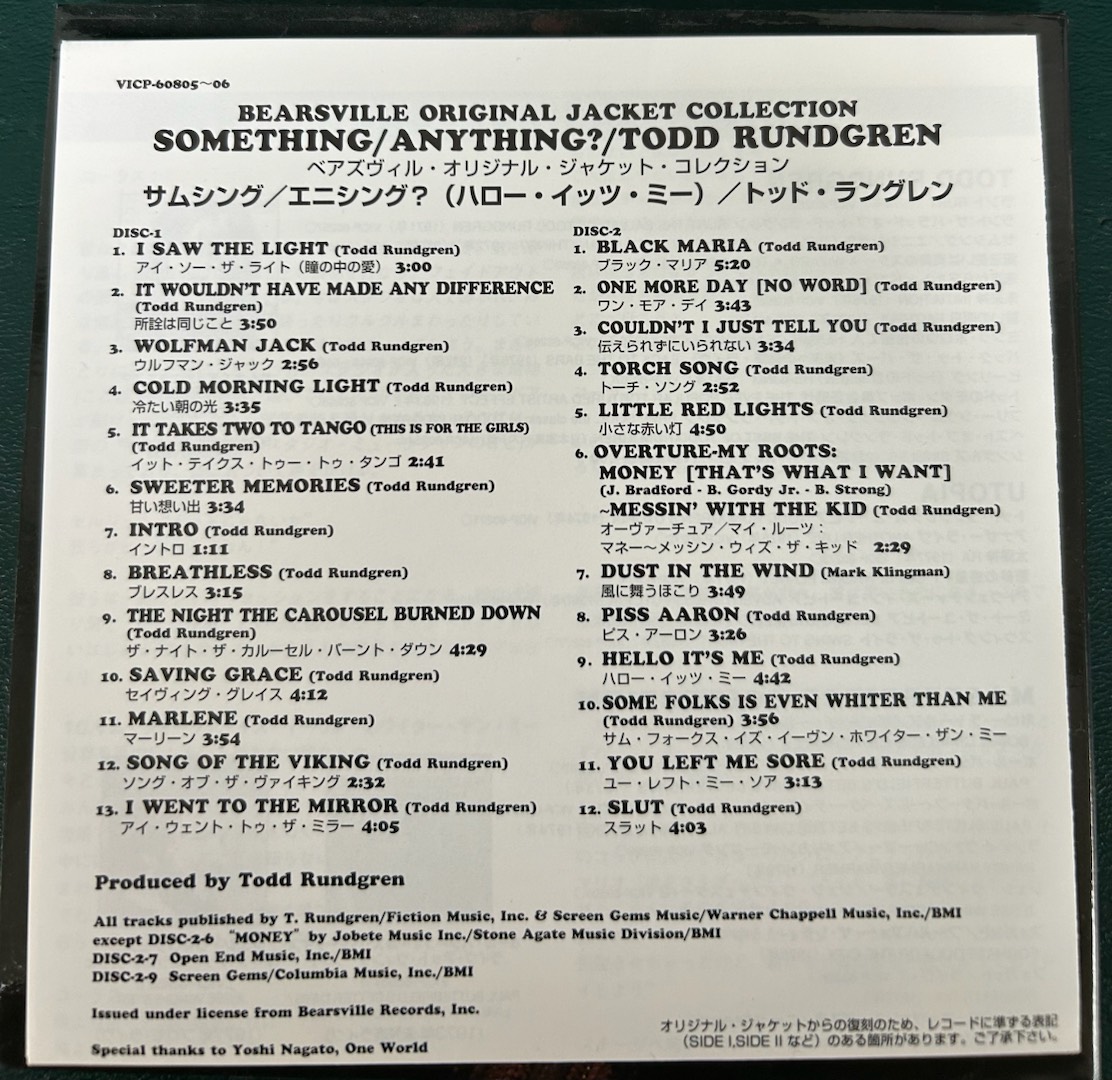 VICP-60805～06
BEARSVILLE ORIGINAL JACKET COLLECTION
SOMETHING/ANYTHING?/TODD RUNDGREN
ベアズヴィル・オリジナル・ジャケット・コレクション
サムシング／エニシング？（ハロー・イッツ・ミー）／トッド・ラングレン
DISC-1
1. I SAW THE LIGHT (Todd Rundgren)
アイ・ソー・ザ・ライト（瞳の中の愛） 3:00
2. IT WOULDN'T HAVE MADE ANY DIFFERENCE
(Todd Rundgren)
所詮は同じこと 3:50
3. WOLFMAN JACK (Todd Rundgren)
ウルフマン・ジャック 2:56
4. COLD MORNING LIGHT (Todd Rundgren)
冷たい朝の光 3:35
5. IT TAKES TWO TO TANGO (THIS IS FOR THE GIRLS)
(Todd Rundgren)
イット・テイクス・トゥー・トゥ・タンゴ 2:41
6. SWEETER MEMORIES (Todd Rundgren)
甘い想い出 3:34
7. INTRO (Todd Rundgren)
イントロ 1:11
8. BREATHLESS (Todd Rundgren)
ブレスレス 3:15
9. THE NIGHT THE CAROUSEL BURNED DOWN
(Todd Rundgren)
ザ・ナイト・ザ・カルーセル・バーント・ダウン 4:29
10. SAVING GRACE (Todd Rundgren)
セイヴィング・グレイス 4:12
11. MARLENE (Todd Rundgren)
マーリーン 3:54
12. SONG OF THE VIKING (Todd Rundgren)
ソング・オブ・ザ・ヴァイキング 2:32
13. I WENT TO THE MIRROR (Todd Rundgren)
アイ・ウェント・トゥ・ザ・ミラー 4:05
DISC-2
1. BLACK MARIA (Todd Rundgren)
ブラック・マリア 5:20
2. ONE MORE DAY [NO WORD] (Todd Rundgren)
ワン・モア・デイ 3:43
3. COULDN'T I JUST TELL YOU (Todd Rundgren)
伝えられずにいられない 3:34
4. TORCH SONG (Todd Rundgren)
トーチ・ソング 2:52
5. LITTLE RED LIGHTS (Todd Rundgren)
小さな赤い灯 4:50
6. OVERTURE-MY ROOTS:
MONEY [THAT'S WHAT I WANT]
(J. Bradford - B. Gordy Jr. - B. Strong)
~MESSIN' WITH THE KID (Todd Rundgren)
オーヴァーチュア／マイ・ルーツ：
マネー～メッシン・ウィズ・ザ・キッド 2:29
7. DUST IN THE WIND (Mark Klingman)
風に舞うほこり 3:49
8. PISS AARON (Todd Rundgren)
ピス・アーロン 3:26
9. HELLO IT'S ME (Todd Rundgren)
ハロー・イッツ・ミー 4:42
10. SOME FOLKS IS EVEN WHITER THAN ME
(Todd Rundgren) 3:56
サム・フォークス・イズ・イーヴン・ホワイター・ザン・ミー
11. YOU LEFT ME SORE (Todd Rundgren)
ユー・レフト・ミー・ソア 3:13
12. SLUT (Todd Rundgren)
スラット 4:03
Produced by Todd Rundgren
All tracks published by T. Rundgren/Fiction Music, Inc. & Screen Gems Music/Warner Chappell Music, Inc./BMI
except DISC-2-6 "MONEY" by Jobete Music Inc./Stone Agate Music Division/BMI
DISC-2-7 Open End Music, Inc./BMI
DISC-2-9 Screen Gems/Columbia Music, Inc./BMI
Issued under license from Bearsville Records, Inc.
Special thanks to Yoshi Nagato, One World
オリジナル・ジャケットからの復刻のため、レコードに準ずる表記
（SIDE I,SIDE II など）のある箇所があります。ご了承下さい。